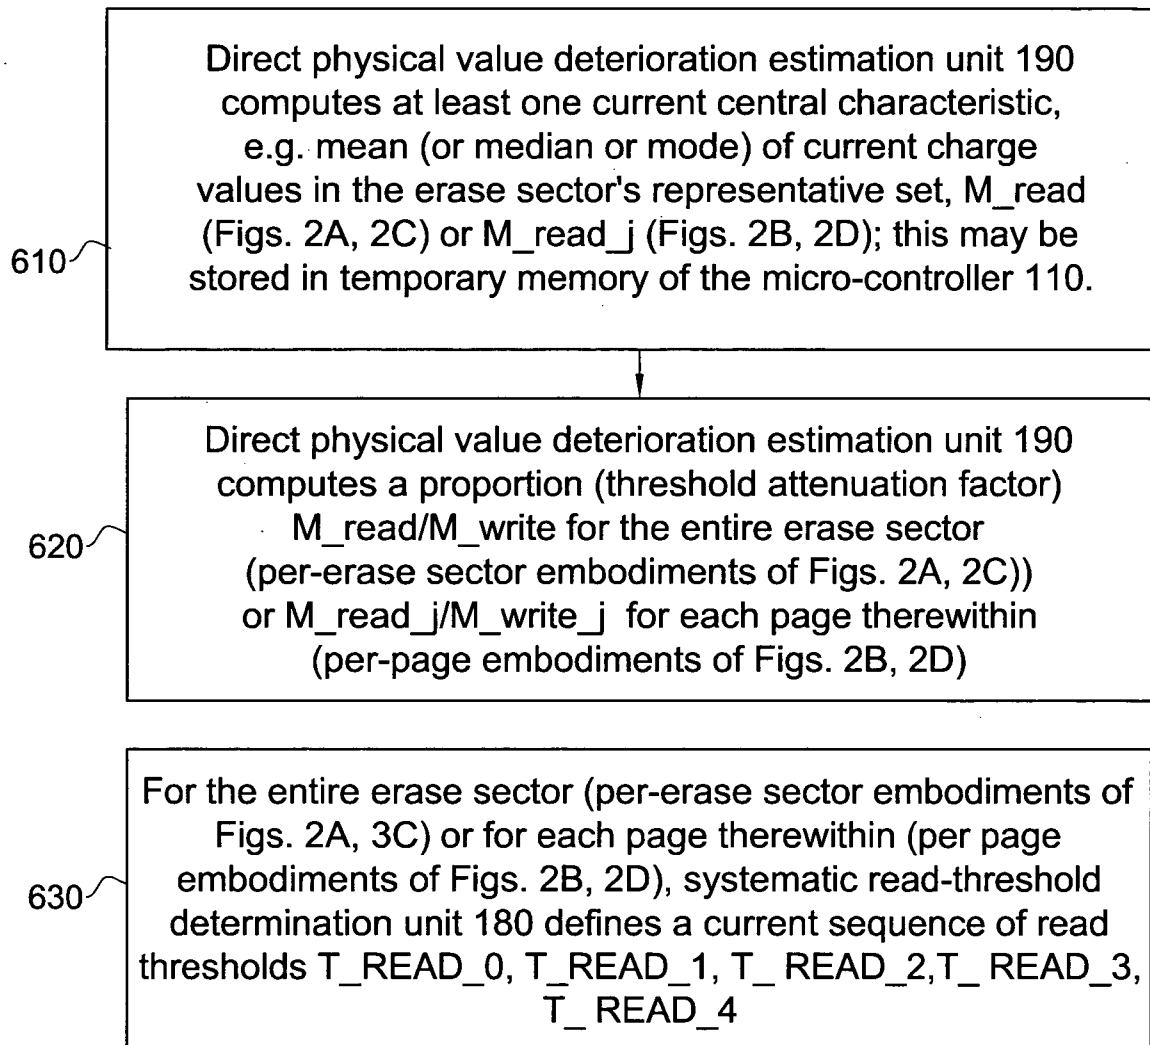 Direct physical value deterioration estimation unit 190
computes at least one current central characteristic,
e.g. mean (or median or mode) of current charge
values in the erase sector's representative set, M_read
(Figs. 2A, 2C) or M_read_j (Figs. 2B, 2D); this may be
stored in temporary memory of the micro-controller 110.
610
Direct physical value deterioration estimation unit 190
computes a proportion (threshold attenuation factor)
M_read/M_write for the entire erase sector
(per-erase sector embodiments of Figs. 2A, 2C))
or M_read_j/M_write_j for each page therewithin
(per-page embodiments of Figs. 2B, 2D)
620
For the entire erase sector (per-erase sector embodiments of
Figs. 2A, 3C) or for each page therewithin (per page
embodiments of Figs. 2B, 2D), systematic read-threshold
determination unit 180 defines a current sequence of read
thresholds T_READ_0, T_READ_1, T_ READ_2,T_ READ_3,
T_ READ_4
630